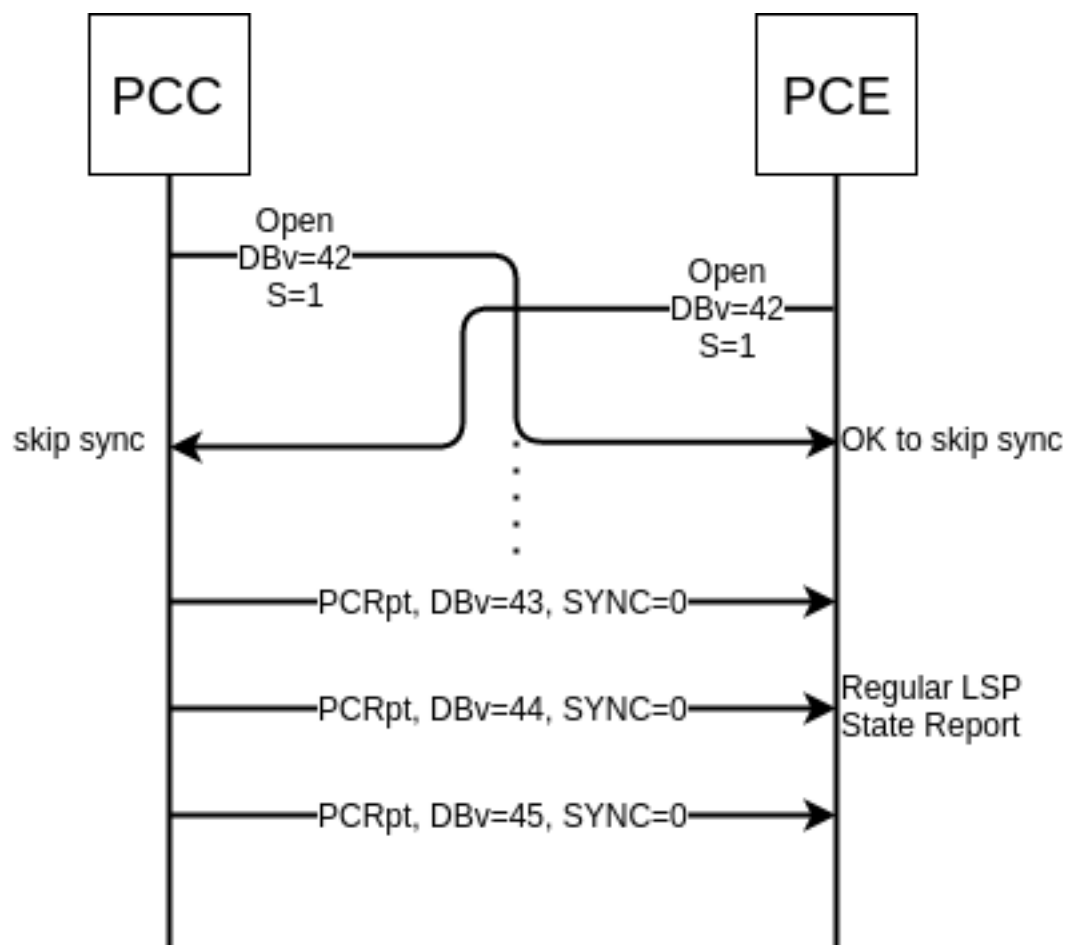 PCC
PCE
Open
DBv=42
S=1
Open
DBv=42
S=1
skip sync
OK to skip sync
PCRpt, DBv=43, SYNC=0
PCRpt, DBv=44, SYNC=0
Regular LSP
State Report
PCRpt, DBv=45, SYNC=0